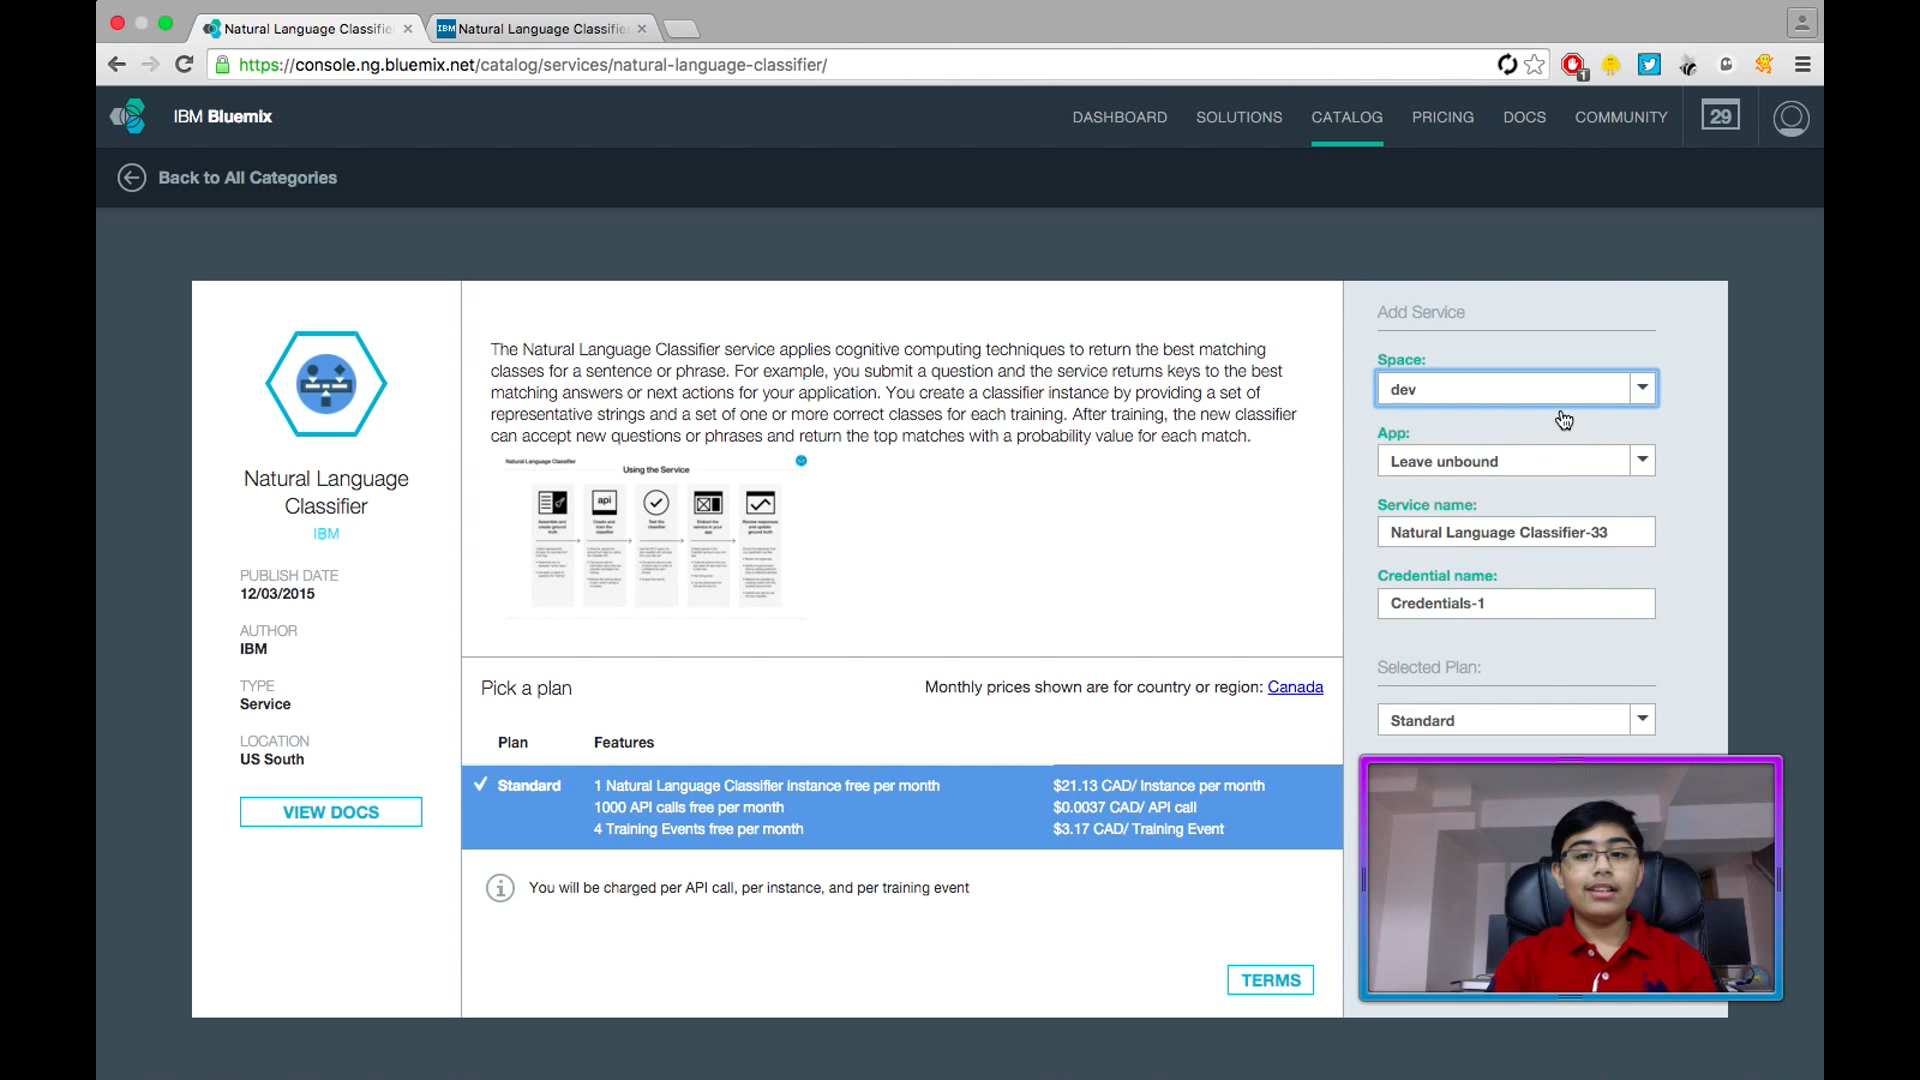 Natural Language Classifie
IBM Natural Language Classifie
https://console.ng.bluemix.net/catalog/services/natural-language-classifier/
1
IBM Bluemix
DASHBOARD SOLUTIONS CATALOG PRICING DOCS COMMUNITY 29
Back to All Categories
Natural Language
Classifier
IBM
PUBLISH DATE
12/03/2015
AUTHOR
IBM
TYPE
Service
LOCATION
US South
VIEW DOCS
The Natural Language Classifier service applies cognitive computing techniques to return the best matching
classes for a sentence or phrase. For example, you submit a question and the service returns keys to the best
matching answers or next actions for your application. You create a classifier instance by providing a set of
representative strings and a set of one or more correct classes for each training. After training, the new classifier
can accept new questions or phrases and return the top matches with a probability value for each match.
Natural Language Classifier
Using the Service
api
Pick a plan
Monthly prices shown are for country or region: Canada
Plan Features
Standard 1 Natural Language Classifier instance free per month $21.13 CAD/ Instance per month
1000 API calls free per month $0.0037 CAD/ API call
4 Training Events free per month $3.17 CAD/ Training Event
You will be charged per API call, per instance, and per training event
TERMS
Add Service
Space:
dev
App:
Leave unbound
Service name:
Natural Language Classifier-33
Credential name:
Credentials-1
Selected Plan:
Standard